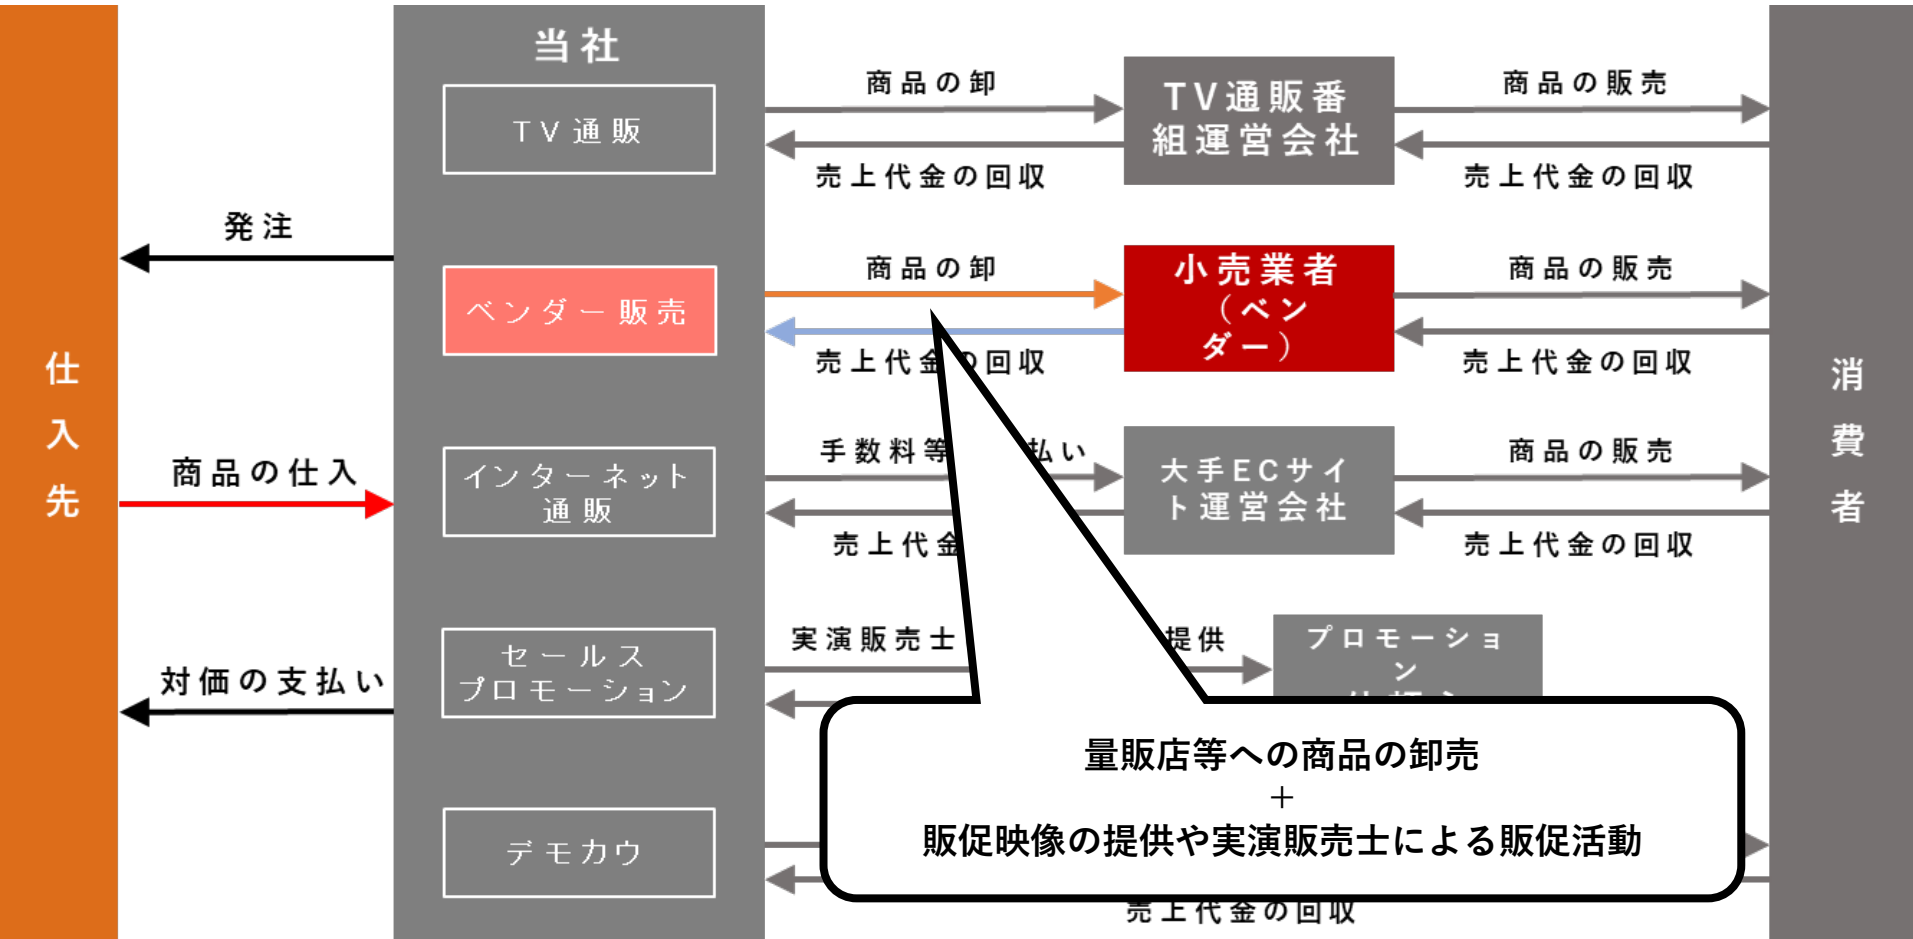 当社
仕
入
先
発注
商品の仕入
対価の支払い
TV通販
ベンダー販売
インターネット
通販
セールス
プロモーション
デモカウ
商品の卸
売上代金の回収
TV通販番
組運営会社
商品の販売
売上代金の回収
商品の卸
売上代金の回収
小売業者
（ベン
ダー）
商品の販売
売上代金の回収
手数料等
払い
売上代金
大手ECサイ
ト運営会社
商品の販売
売上代金の回収
実演販売士
提供
プロモーショ
ン
量販店等への商品の卸売
＋
販促映像の提供や実演販売士による販促活動
売上代金の回収
消
費
者